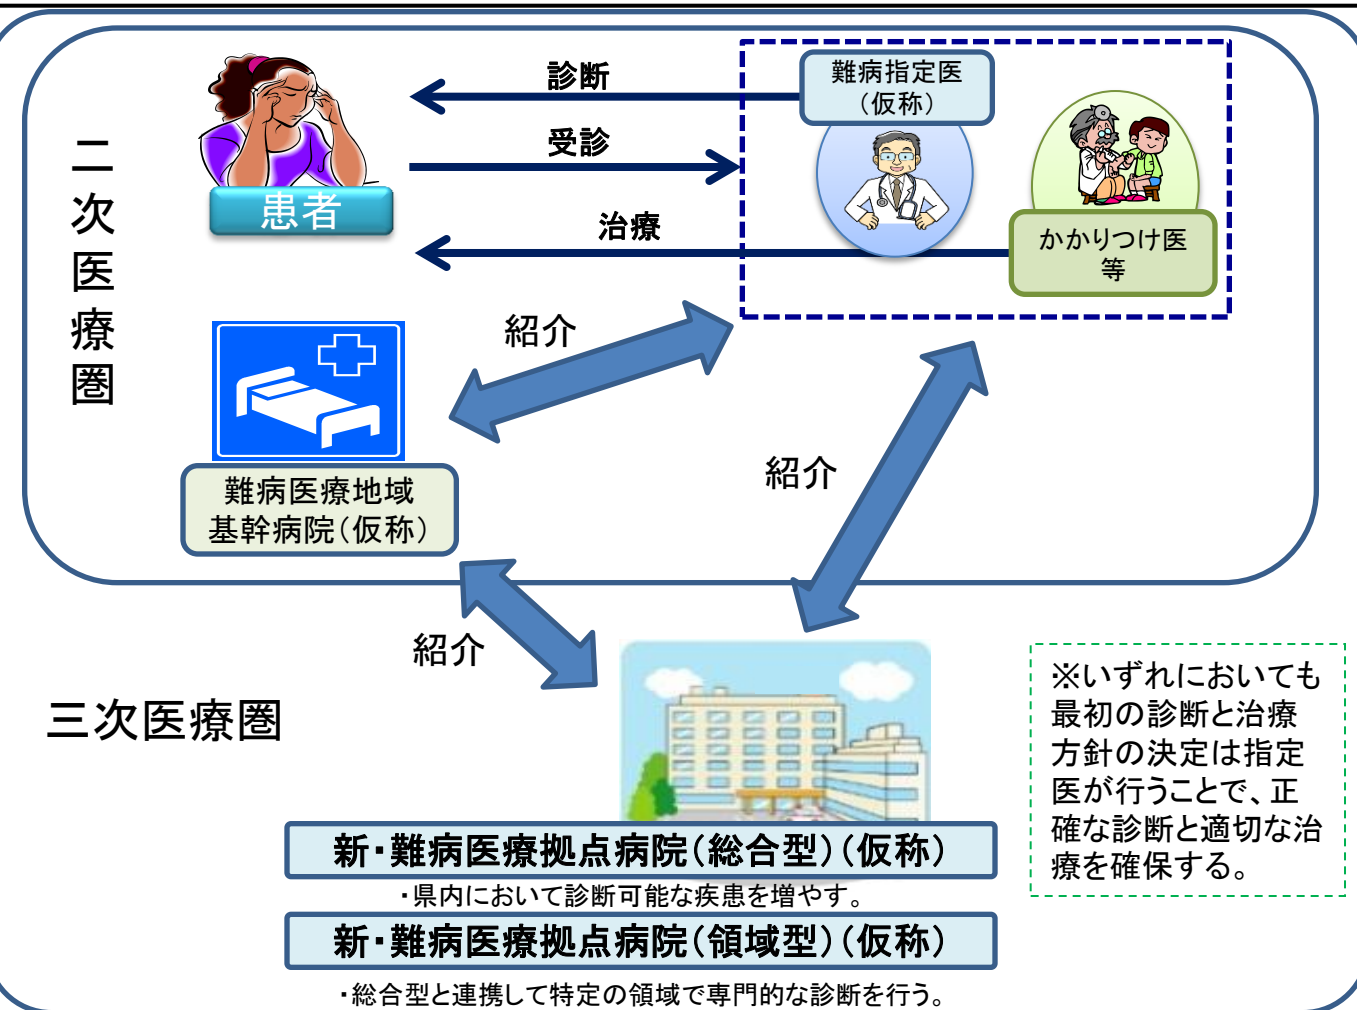 二次医療圏
診断
受診
治療
患者
難病指定医
（仮称）
かかりつけ医
等
紹介
紹介
難病医療地域
基幹病院（仮称）
紹介
三次医療圏
※いずれにおいても
最初の診断と治療
方針の決定は指定
医が行うことで、正
確な診断と適切な治
療を確保する。
新・難病医療拠点病院（総合型）（仮称）
・県内において診断可能な疾患を増やす。
新・難病医療拠点病院（領域型）（仮称）
・総合型と連携して特定の領域で専門的な診断を行う。